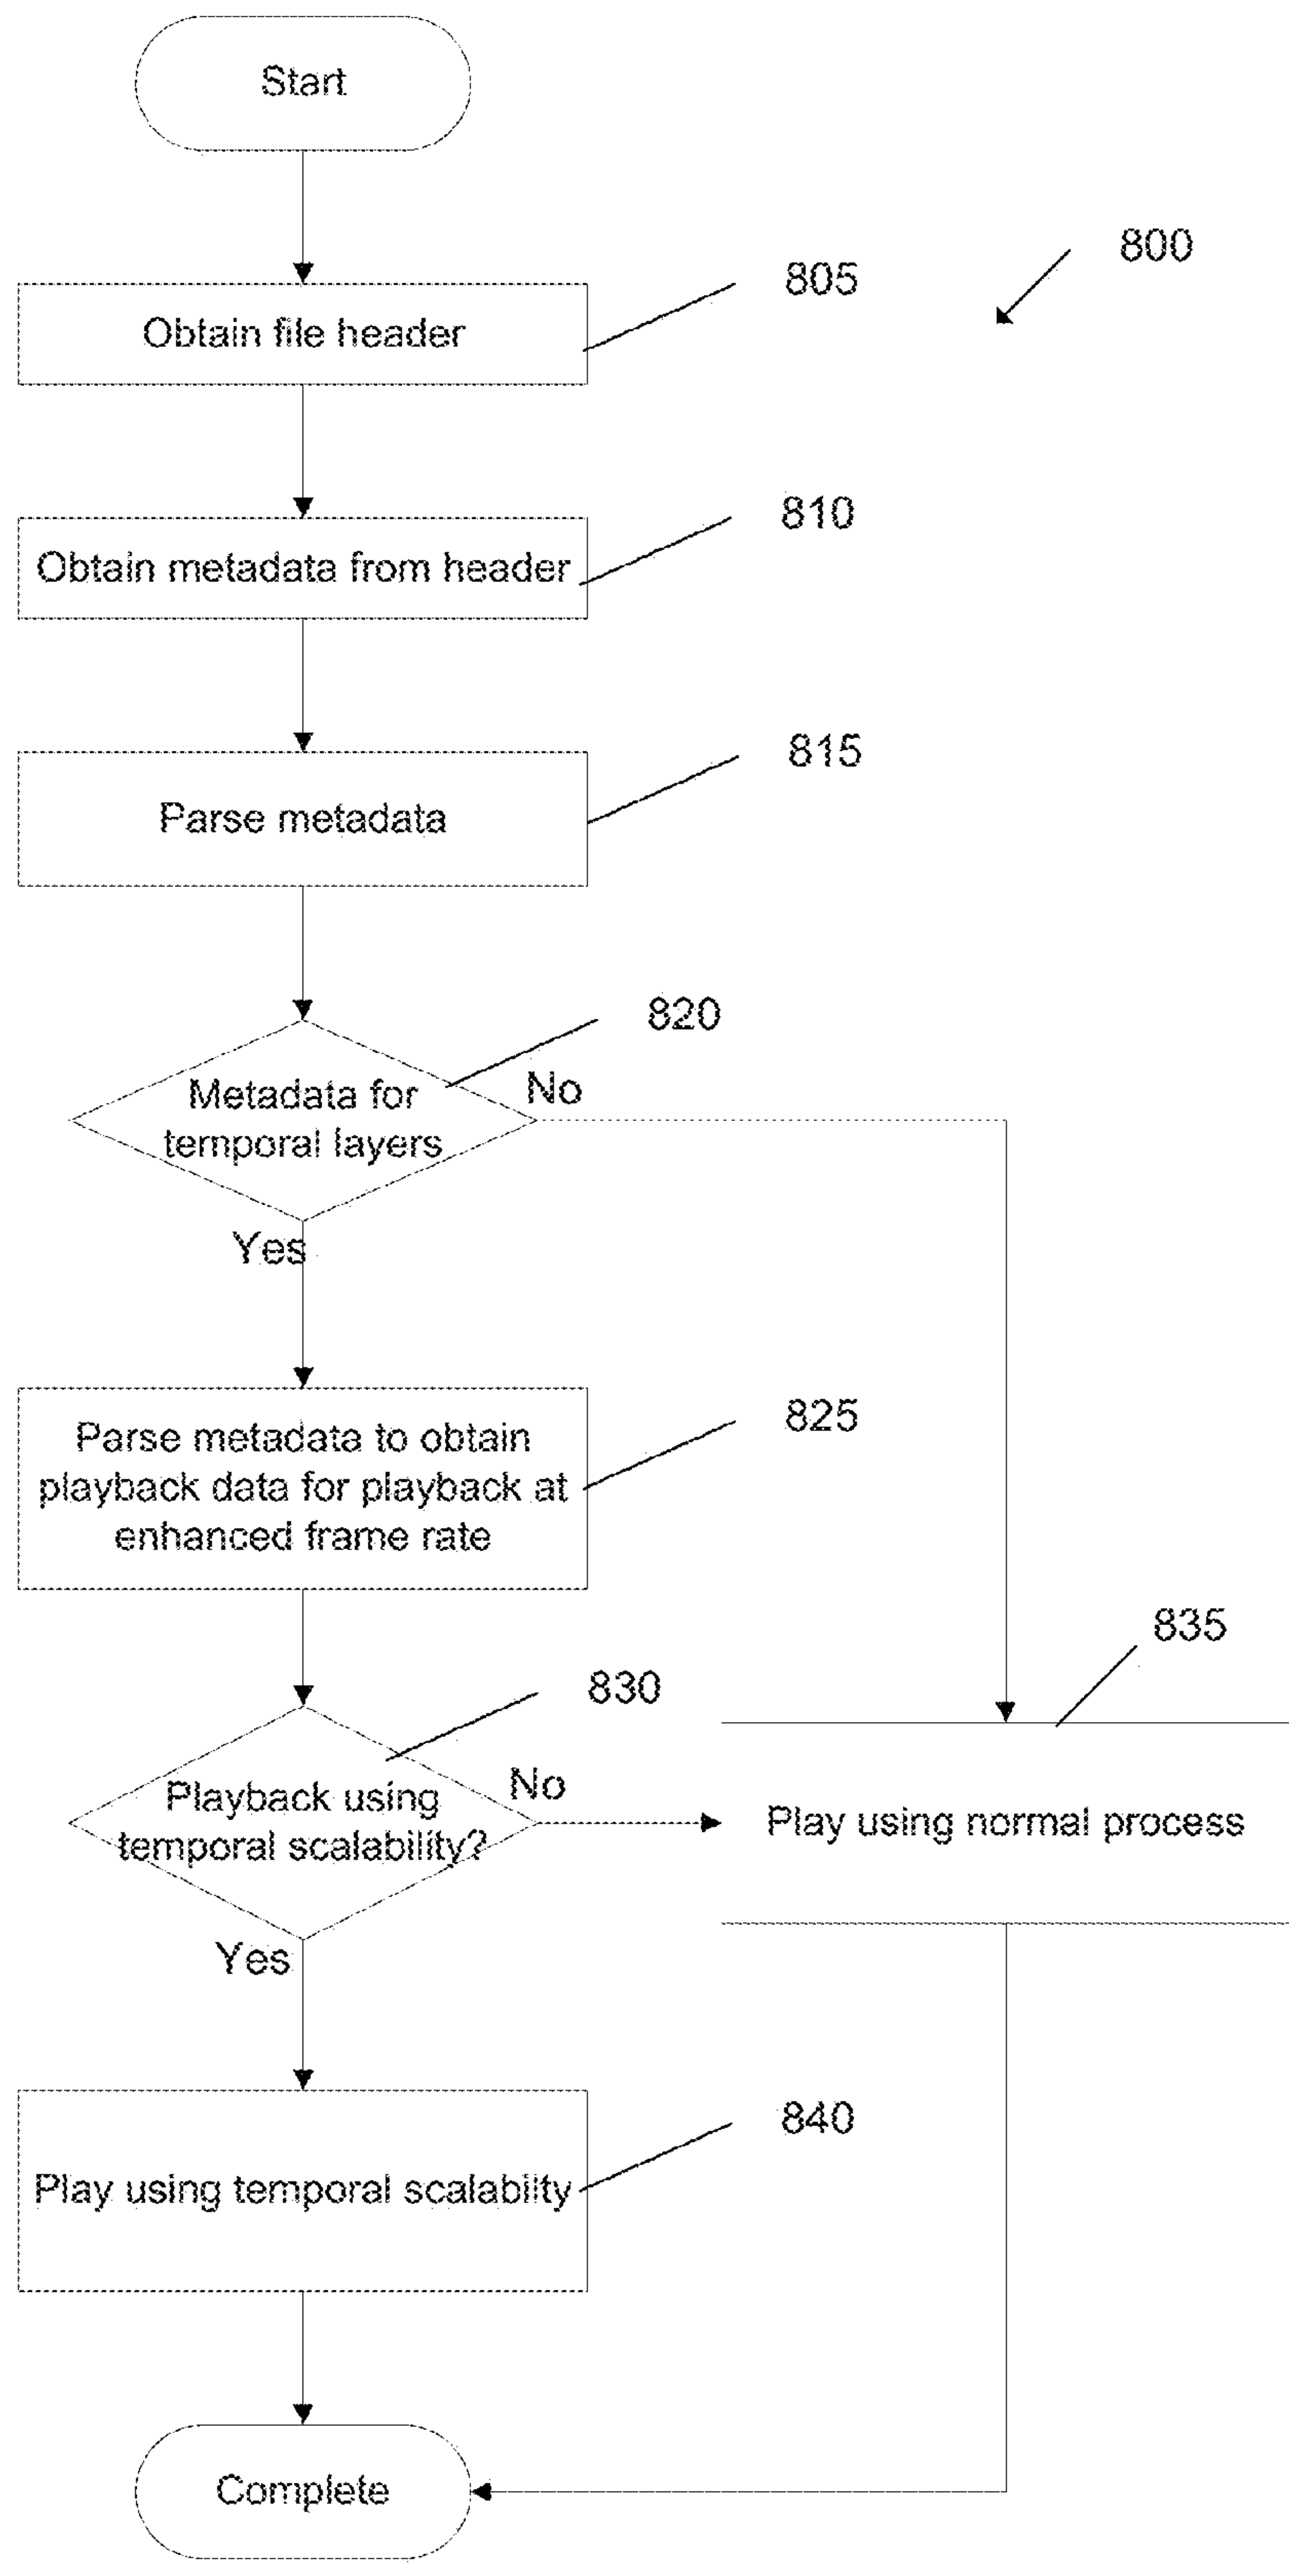 Start
800
805
Obtain file header
810
Obtain metadata from header
815
Parse metadata
820
Metadata for
temporal layers
No
Yes
825
Parse metadata to obtain
playback data for playback at
enhanced frame rate
835
830
Playback using
temporal scalability?
No
Play using normal process
Yes
840
Play using temporal scalabilty
Complete